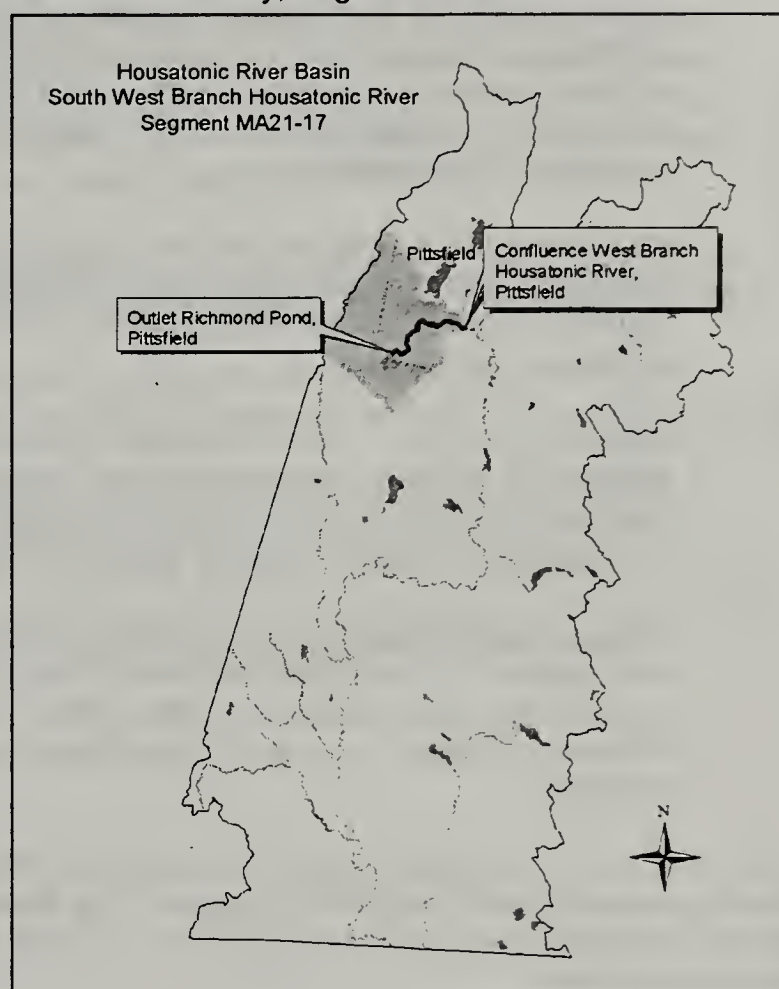 Housatonic River Basin
South West Branch Housatonic River
Segment MA21-17
Pittsfield
Confluence West Branch
Housatonic River,
Pittsfield
Outlet Richmond Pond,
Pittsfield
N